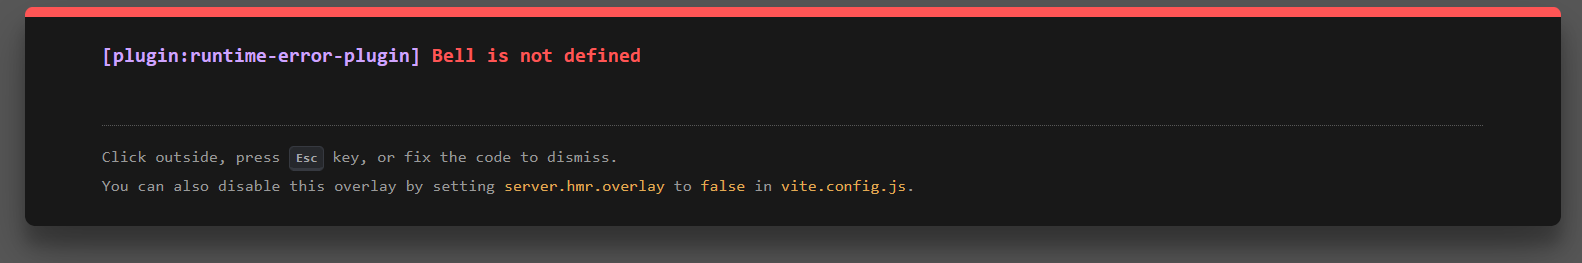 [plugin:runtime-error-plugin] Bell is not defined
Click outside, press Esc key, or fix the code to dismiss.
You can also disable this overlay by setting server.hmr.overlay to false in vite.config.js.